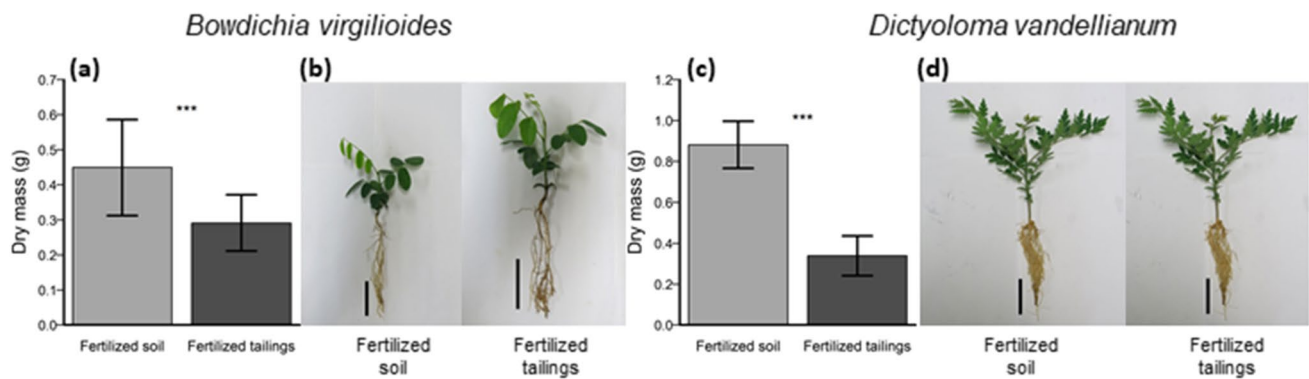 Bowdichia virgilioides
Dictyoloma vandellianum
(a)
***
Dry mass (g)
0.7
0.6
0.5
0.4
0.3
0.2
0.1
0.0
Fertilized soil
Fertilized tailings
(b)
Fertilized
soil
Fertilized
tailings
(c)
***
Dry mass (g)
1.2
1.0
0.8
0.6
0.4
0.2
0.0
Fertilized soil
Fertilized tailings
(d)
Fertilized
soil
Fertilized
tailings